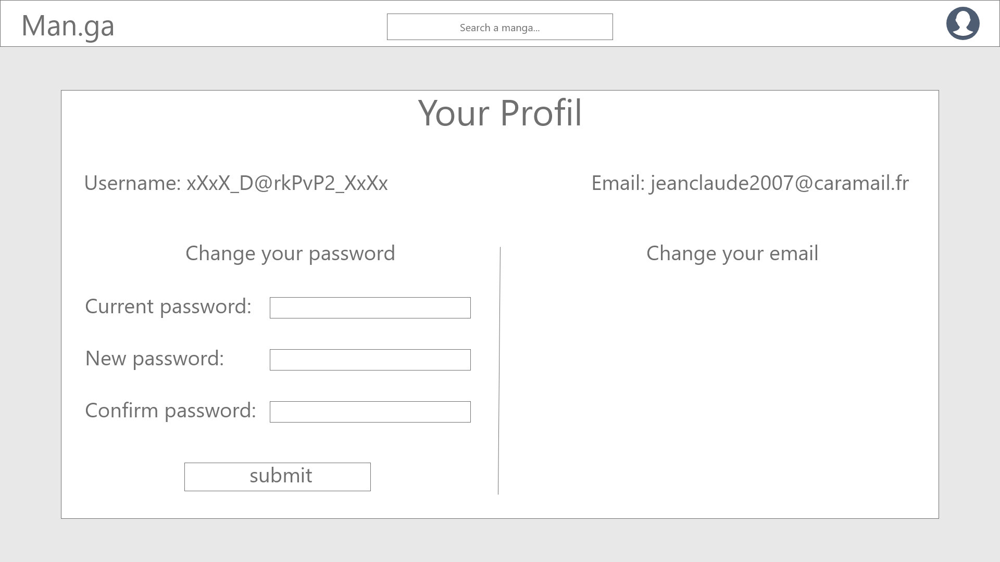 Man.ga
Search a manga...
Your Profil
Username: xXxX_D@rkPvP2_XxXx
Email: jeanclaude2007@caramail.fr
Change your password
Change your email
Current password:
New password:
Confirm password:
submit